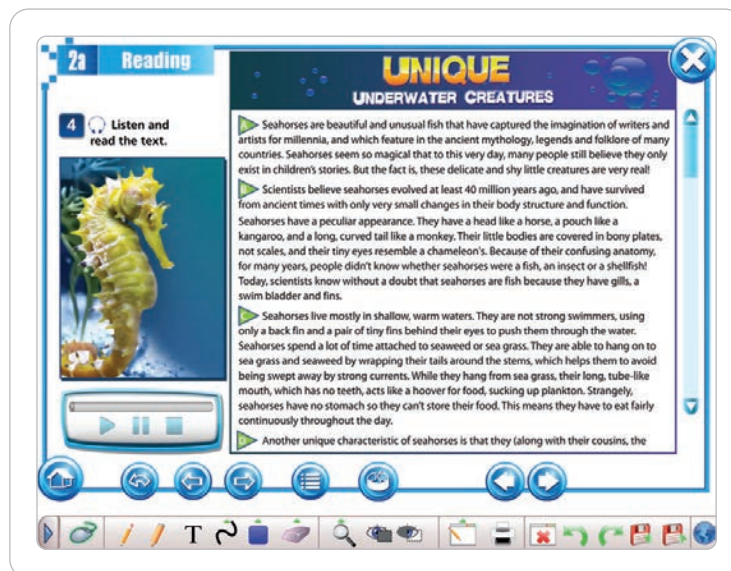 2a Reading
UNIQUE
UNDERWATER CREATURES
4 Listen and
read the text.
A Seahorses are beautiful and unusual fish that have captured the imagination of writers and
artists for millennia, and which feature in the ancient mythology, legends and folklore of many
countries. Seahorses seem so magical that to this very day, many people still believe they only
exist in children's stories. But the fact is, these delicate and shy little creatures are very real!
Scientists believe seahorses evolved at least 40 million years ago, and have survived
from ancient times with only very small changes in their body structure and function.
Seahorses have a peculiar appearance. They have a head like a horse, a pouch like a
kangaroo, and a long, curved tail like a monkey. Their little bodies are covered in bony plates,
not scales, and their tiny eyes resemble a chameleon's. Because of their confusing anatomy,
for many years, people didn't know whether seahorses were a fish, an insect or a shellfish!
Today, scientists know without a doubt that seahorses are fish because they have gills, a
swim bladder and fins.
C Seahorses live mostly in shallow, warm waters. They are not strong swimmers, using
only a back fin and a pair of tiny fins behind their eyes to push them through the water.
Seahorses spend a lot of time attached to seaweed or sea grass. They are able to hang on to
sea grass and seaweed by wrapping their tails around the stems, which helps them to avoid
being swept away by strong currents. While they hang from sea grass, their long, tube-like
mouth, which has no teeth, acts like a hoover for food, sucking up plankton. Strangely,
seahorses have no stomach so they can't store their food. This means they have to eat fairly
continuously throughout the day.
D Another unique characteristic of seahorses is that they (along with their cousins, the
T